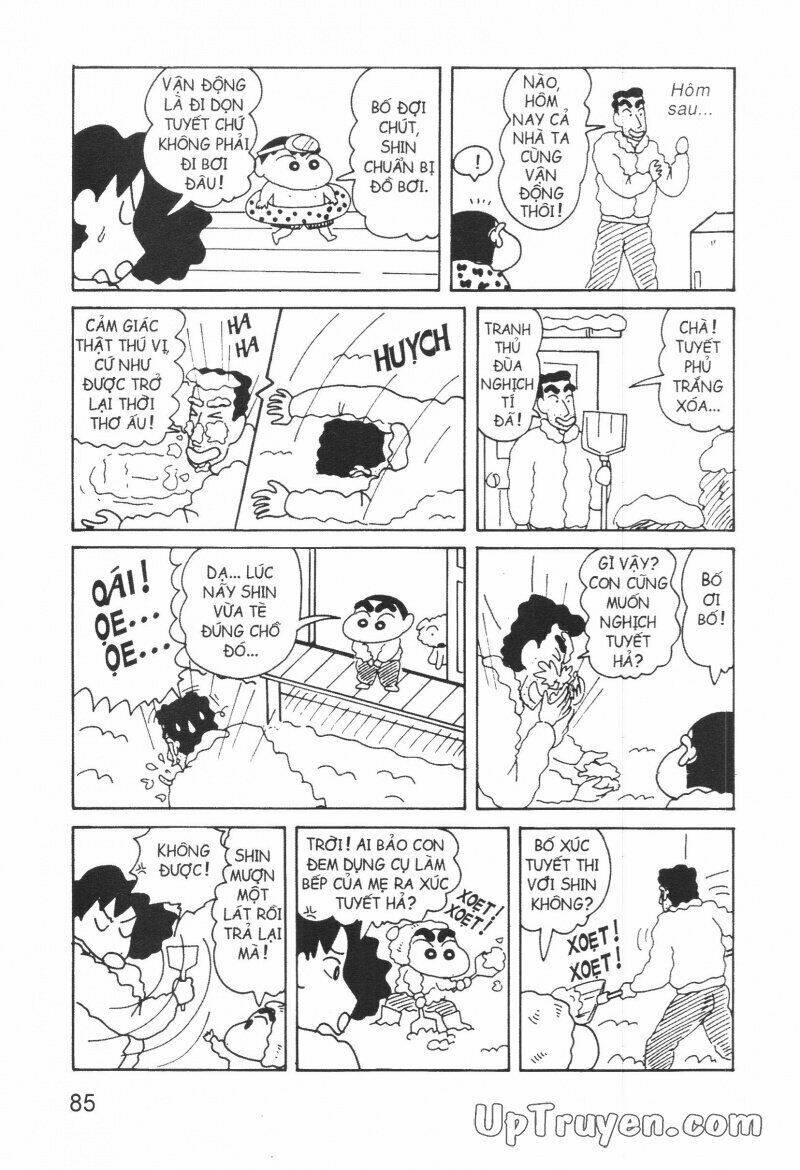 Hôm
sau...
NÀO,
HÔM
NAY CẢ
NHÀ TA
CÙNG
VẬN
ĐỘNG
THÔI!
!
BỐ ĐỢI
CHÚT,
SHIN
CHUẨN BỊ
ĐỒ BƠI.
VẬN ĐỘNG
LÀ ĐI DỌN
TUYẾT CHỨ
KHÔNG PHẢI
ĐI BƠI
ĐÂU!
CHÀ!
TUYẾT
PHỦ
TRẮNG
XÓA...
TRANH
THỦ
ĐÙA
NGHỊCH
TÍ
ĐÃ!
HUỴCH
HA
HA
CẢM GIÁC
THẬT THÚ VỊ,
CỨ NHƯ
ĐƯỢC TRỞ
LẠI THỜI
THƠ ẤU!
BỐ
ƠI
BỐ!
GÌ VẬY?
CON CŨNG
MUỐN
NGHỊCH
TUYẾT
HẢ?
DẠ... LÚC
NÃY SHIN
VỪA TÈ
ĐÚNG CHỖ
ĐÓ...
OÁI!
ỌE...
ỌE...
BỐ XÚC
TUYẾT THI
VỚI SHIN
KHÔNG?
XOẸT!
XOẸT!
TRỜI! AI BẢO CON
ĐEM DỤNG CỤ LÀM
BẾP CỦA MẸ RA XÚC
TUYẾT HẢ?
XOẸT!
XOẸT!
SHIN
MƯỢN
MỘT
LÁT RỒI
TRẢ LẠI
MÀ!
KHÔNG
ĐƯỢC!
85
UpTruyen.com